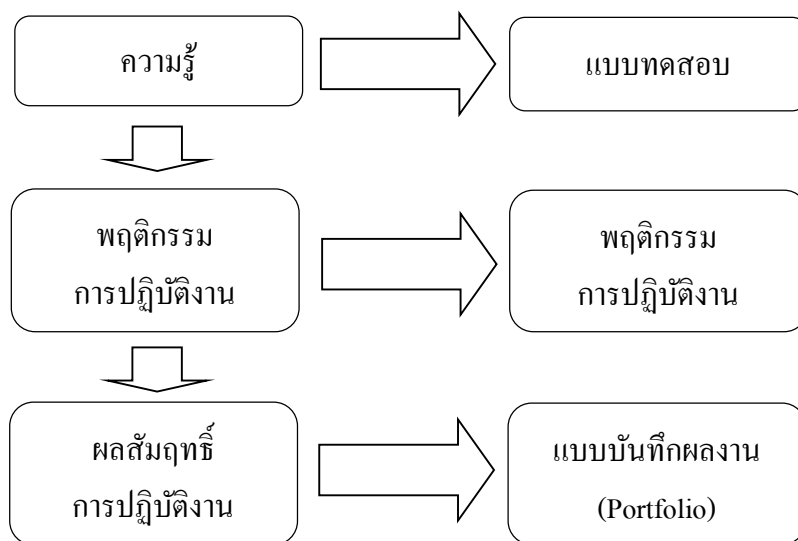 ความรู้
แบบทดสอบ
พฤติกรรม
การปฏิบัติงาน
พฤติกรรม
การปฏิบัติงาน
ผลสัมฤทธิ์
การปฏิบัติงาน
แบบบันทึกผลงาน
(Portfolio)